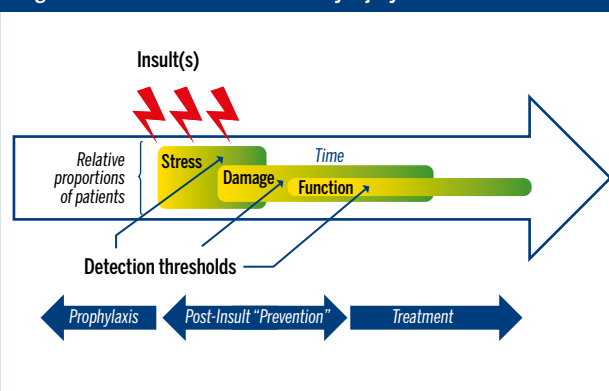 Insult(s)
Relative
proportions
of patients
Stress
Time
Damage
Function
Detection thresholds
Prophylaxis
Post-Insult “Prevention”
Treatment